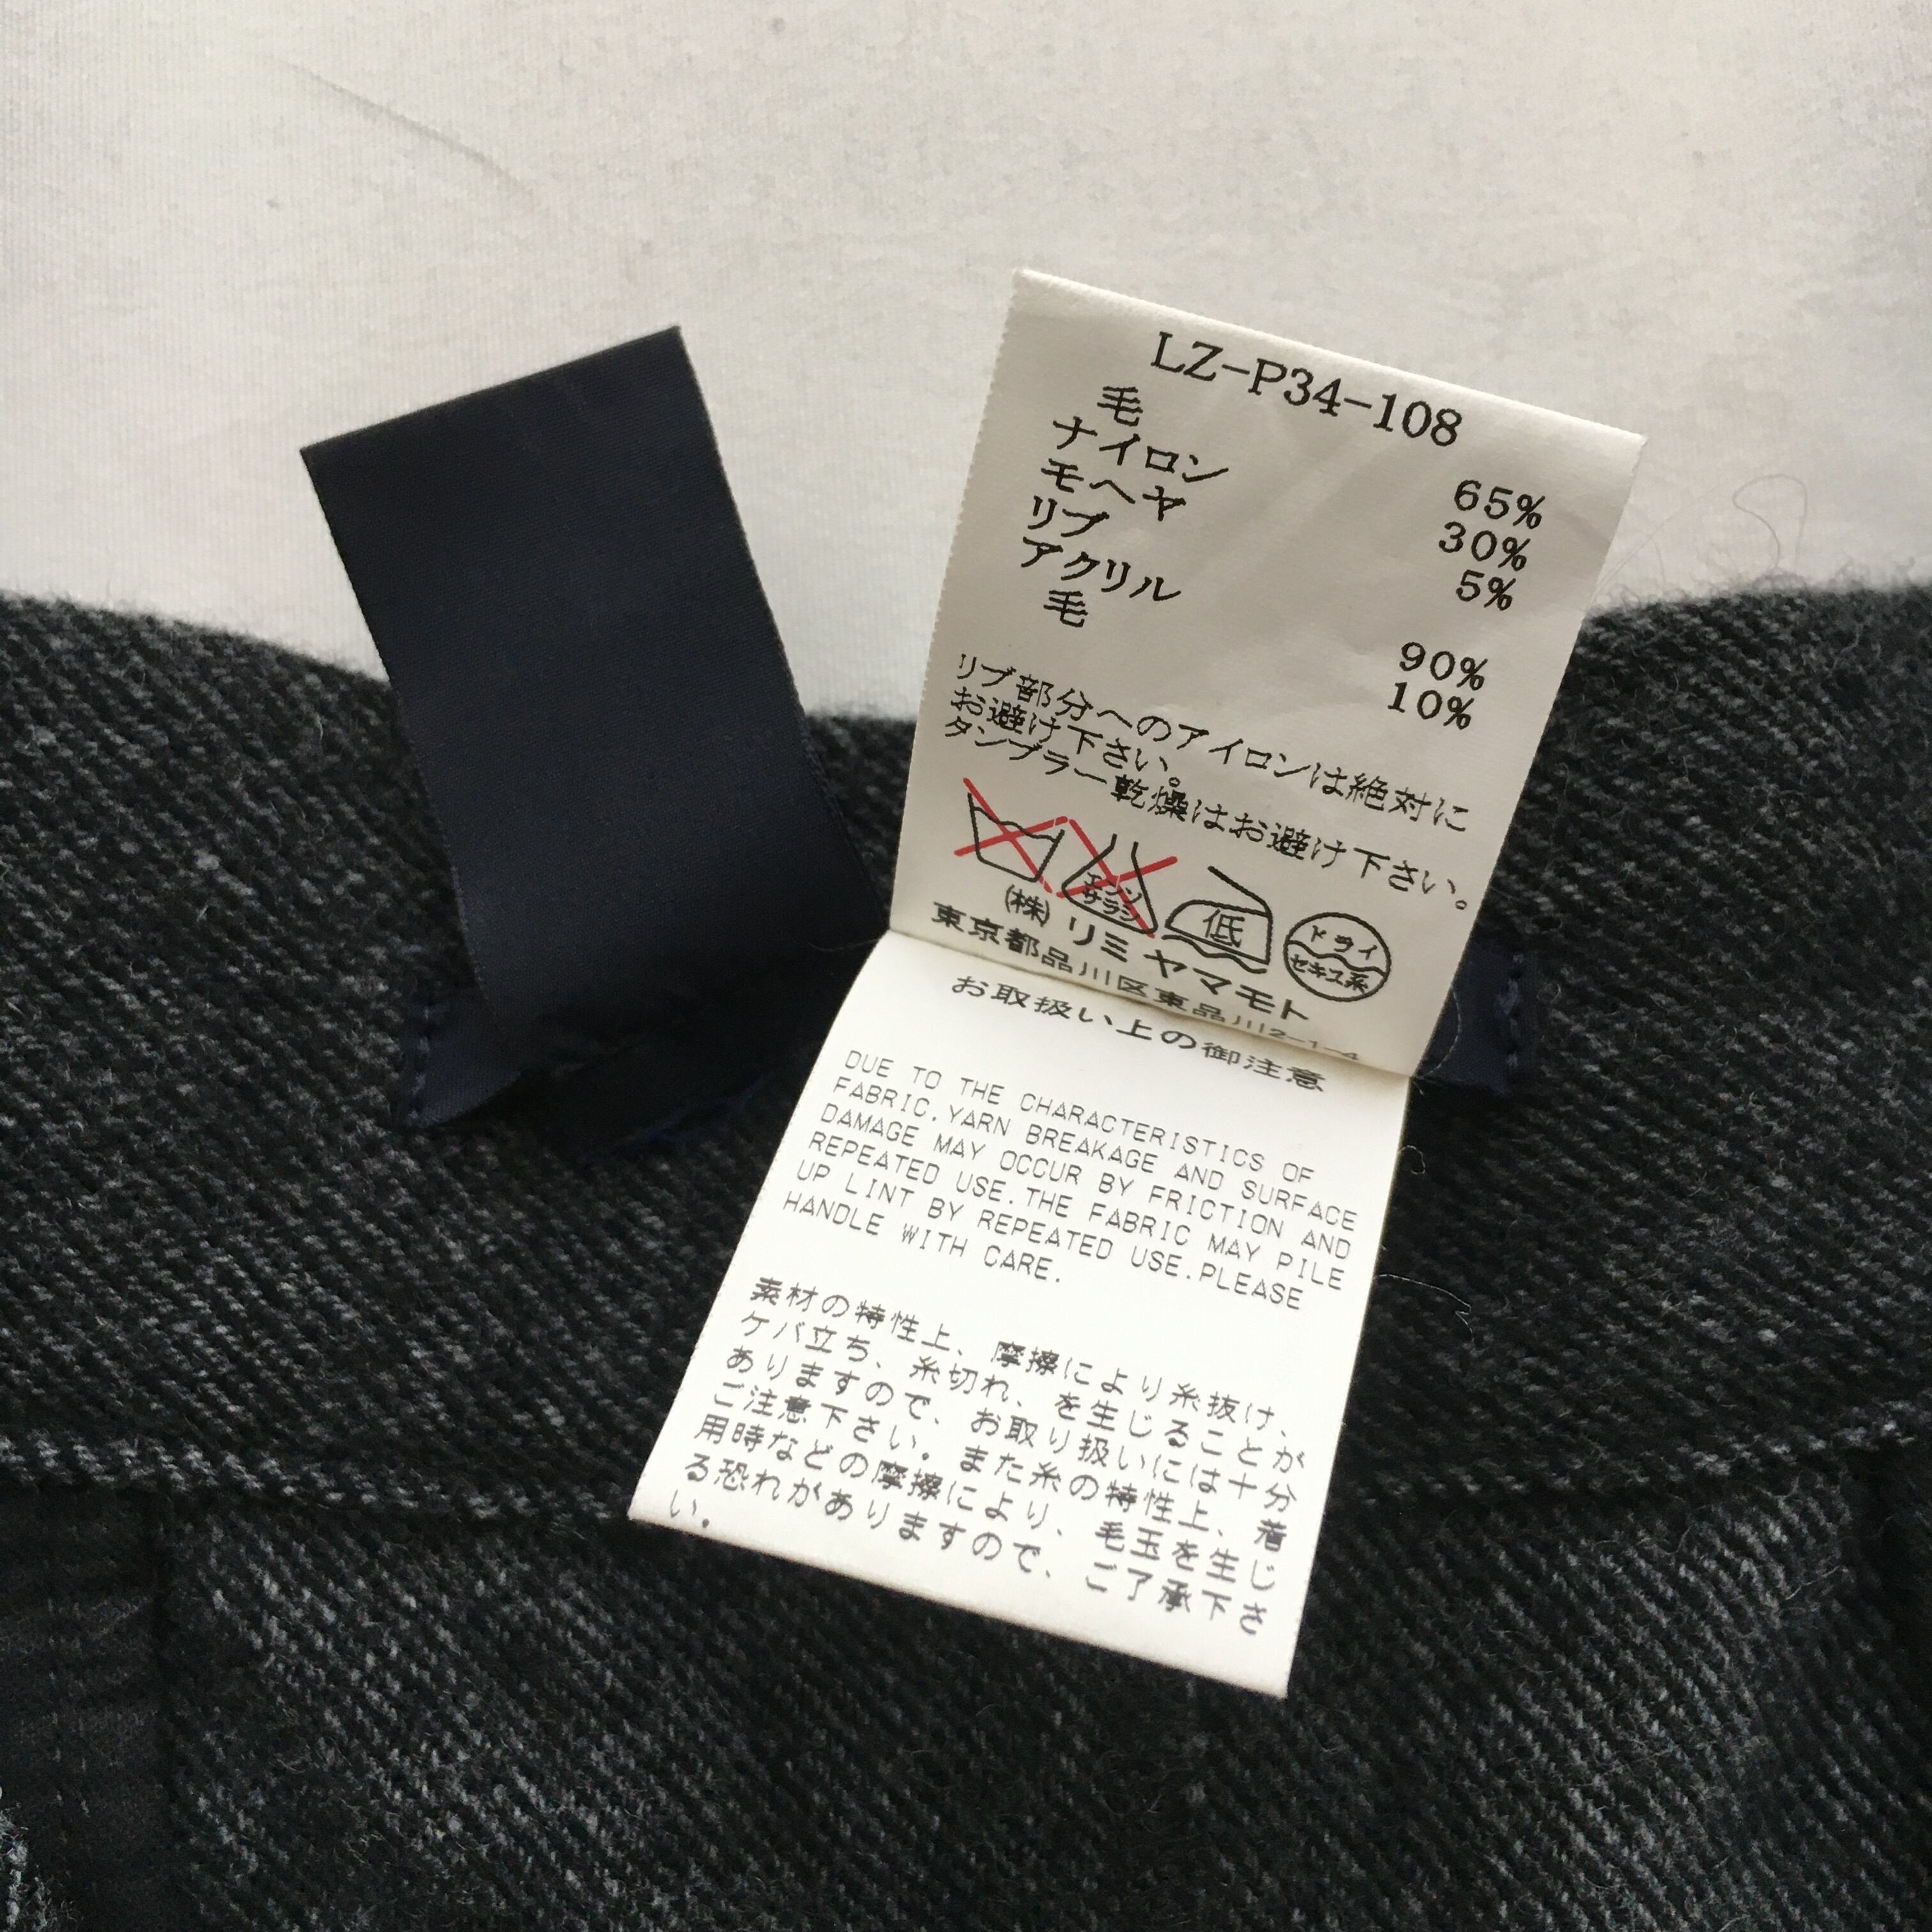 LZ-P34-108
毛 65%
ナイロン 30%
モヘヤ 5%
リブ
アクリル 90%
毛 10%
リブ部分へのアイロンは絶対に
お避け下さい。
タンブラー乾燥はお避け下さい。
エンソ
サラシ
低
ドライ
セキユ系
㈱リミヤマモト
東京都品川区東品川2-1-4
お取扱い上の御注意
DUE TO THE CHARACTERISTICS OF
FABRIC.YARN BREAKAGE AND SURFACE
DAMAGE MAY OCCUR BY FRICTION AND
REPEATED USE.THE FABRIC MAY PILE
UP LINT BY REPEATED USE.PLEASE
HANDLE WITH CARE.
素材の特性上、摩擦により糸抜け、
ケバ立ち、糸切れ、を生じることが
ありますので、お取り扱いには十分
ご注意下さい。また糸の特性上、着
用時などの摩擦により、毛玉を生じ
る恐れがありますので、ご了承下さ
い。